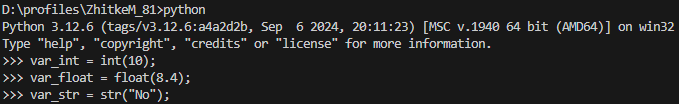 D:\profiles\ZhitkeM_81>python
Python 3.12.6 (tags/v3.12.6:a4a2d2b, Sep  6 2024, 20:11:23) [MSC v.1940 64 bit (AMD64)] on win32
Type "help", "copyright", "credits" or "license" for more information.
>>> var_int = int(10);
>>> var_float = float(8.4);
>>> var_str = str("No");